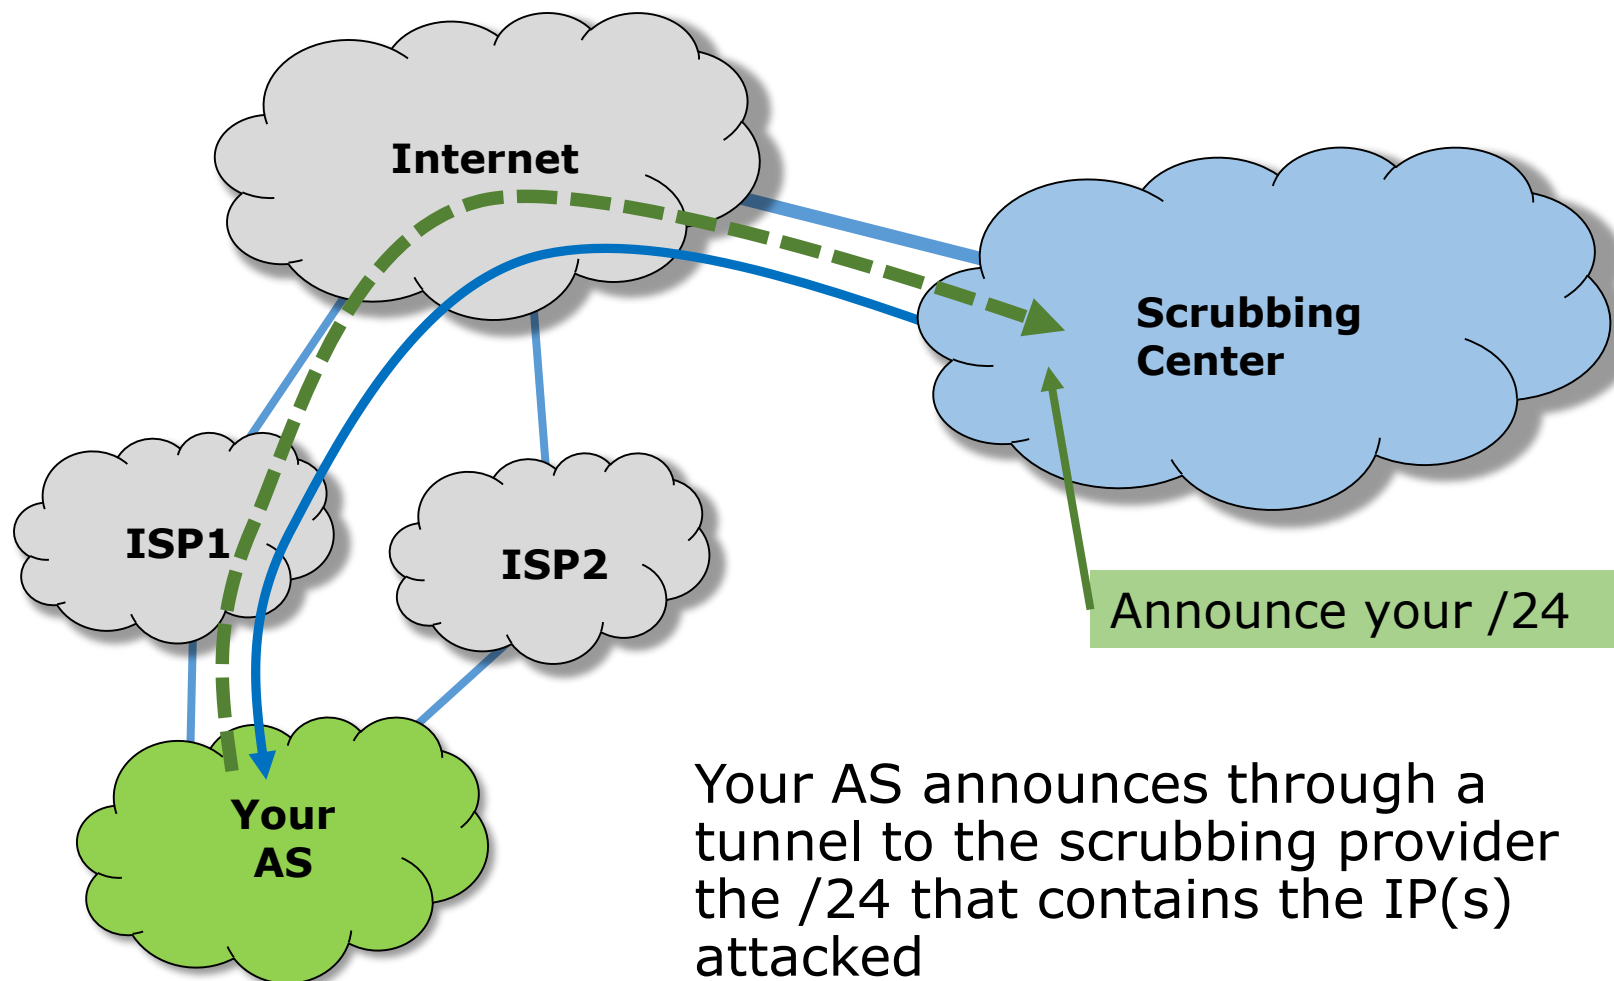 Internet
Scrubbing
Center
ISP1
ISP2
Announce your /24
Your
AS
Your AS announces through a
tunnel to the scrubbing provider
the /24 that contains the IP(s)
attacked